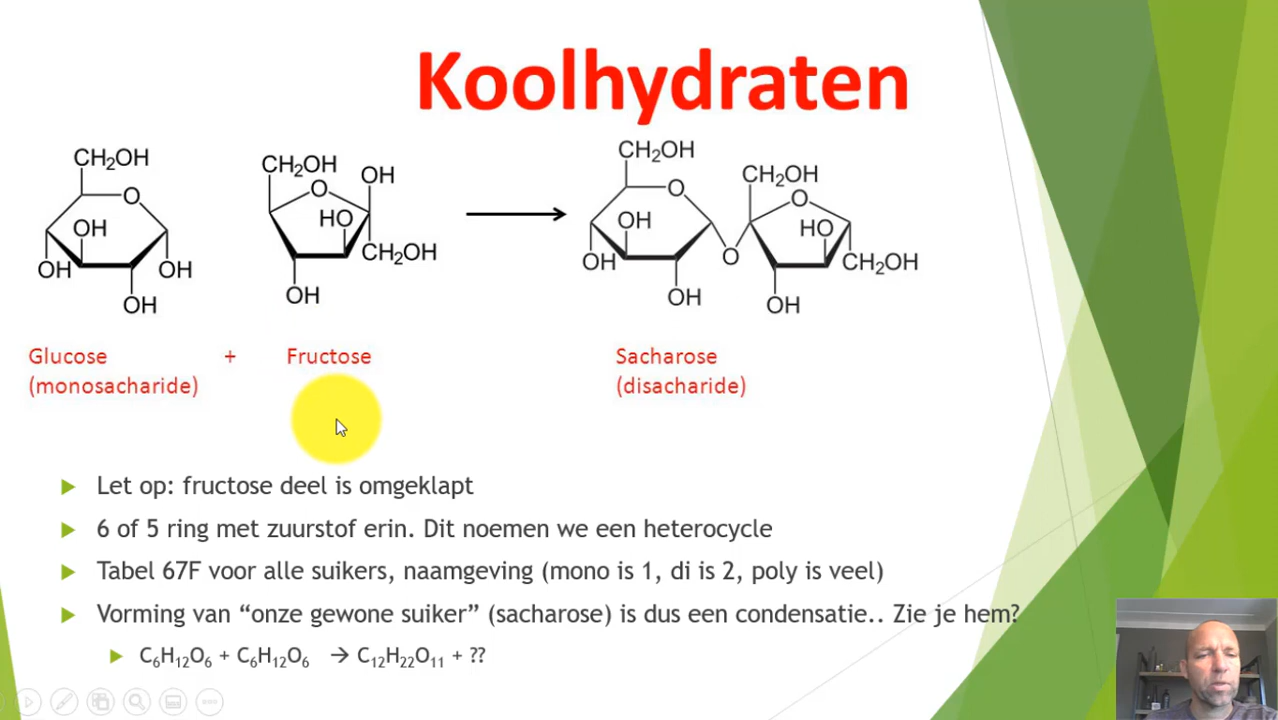 Koolhydraten
CH₂OH
O
OH
OH
OH
OH
CH₂OH
O
OH
HO
CH₂OH
OH
CH₂OH
O
OH
OH
OH
O
CH₂OH
O
HO
CH₂OH
OH
Glucose + Fructose Sacharose
(monosacharide) (disacharide)
Let op: fructose deel is omgeklapt
6 of 5 ring met zuurstof erin. Dit noemen we een heterocycle
Tabel 67F voor alle suikers, naamgeving (mono is 1, di is 2, poly is veel)
Vorming van “onze gewone suiker” (sacharose) is dus een condensatie.. Zie je hem?
C₆H₁₂O₆ + C₆H₁₂O₆ → C₁₂H₂₂O₁₁ + ??